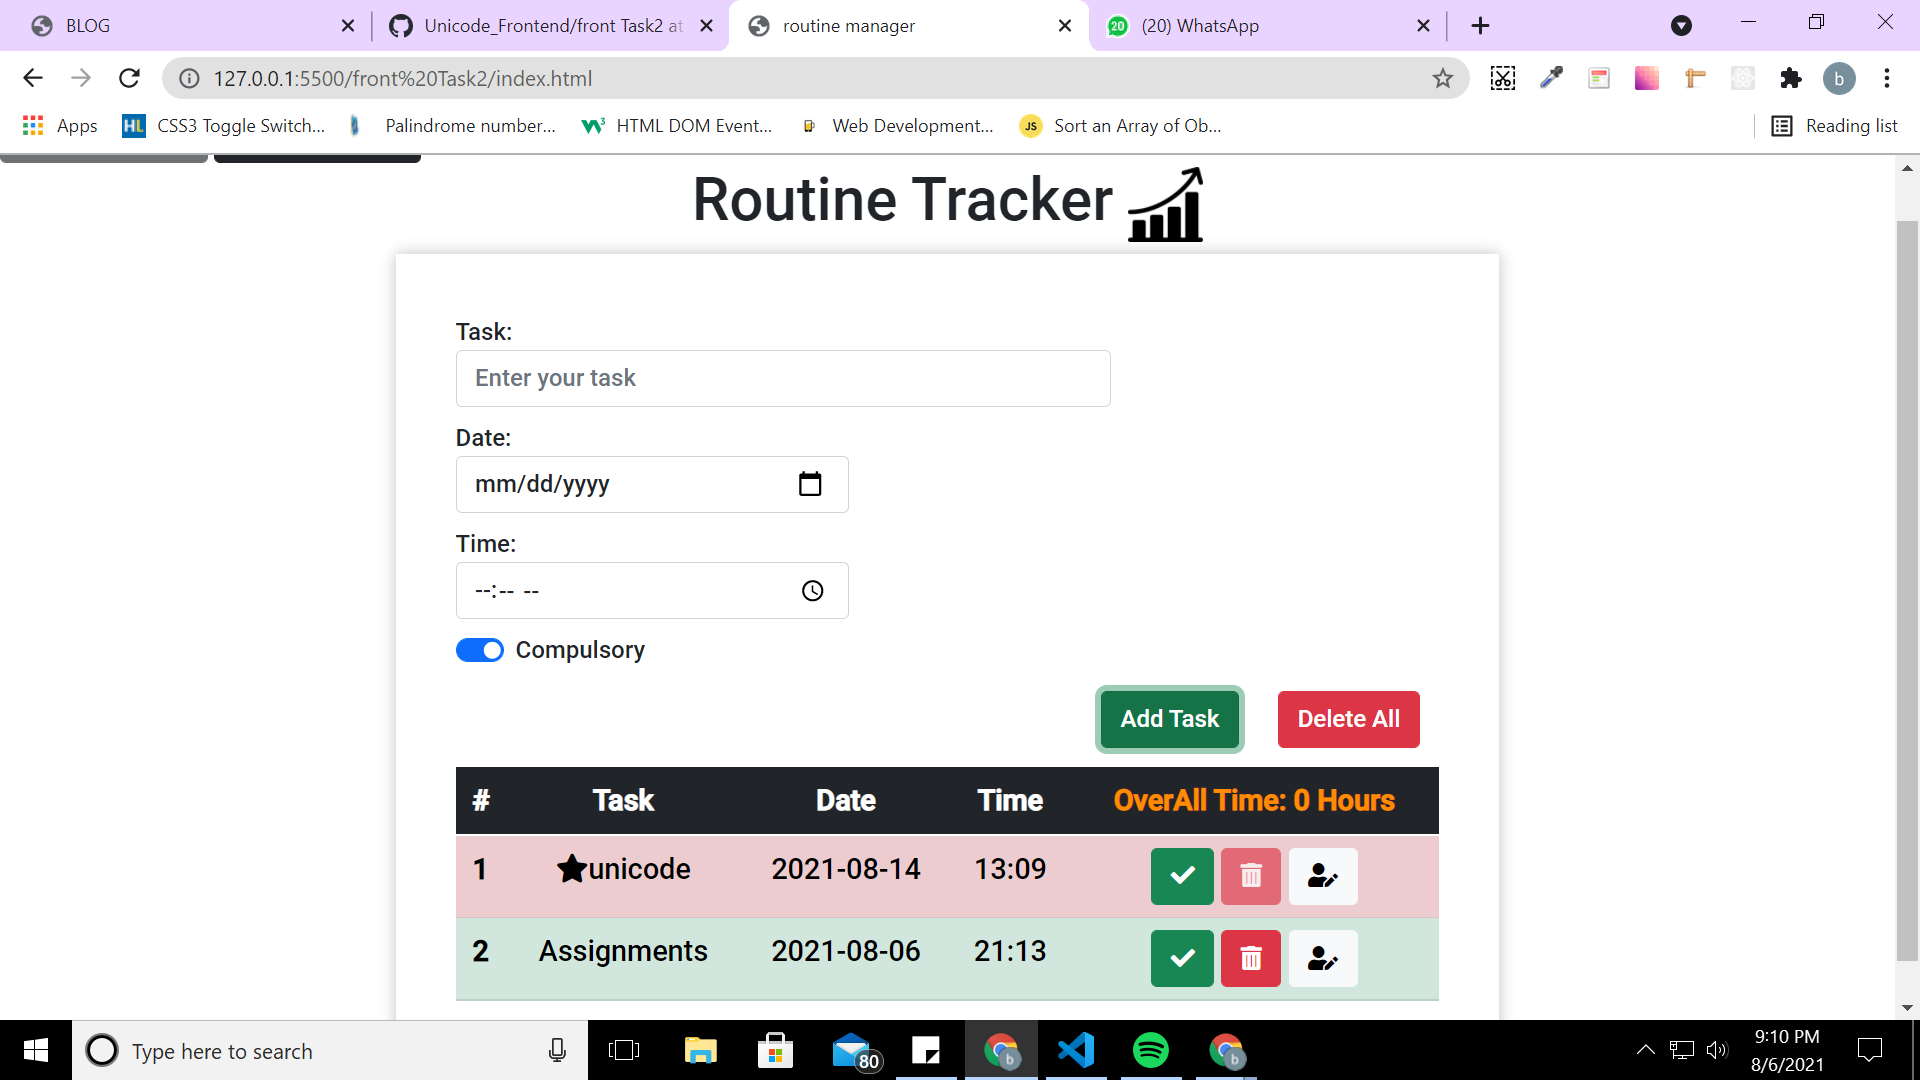 BLOG
Unicode_Frontend/front Task2 at
routine manager
20
(20) WhatsApp
127.0.0.1:5500/front%20Task2/index.html
b
Apps
HL
CSS3 Toggle Switch...
Palindrome number...
W3
HTML DOM Event...
Web Development...
JS
Sort an Array of Ob...
Reading list
Routine Tracker
Task:
Enter your task
Date:
mm/dd/yyyy
Time:
--:-- --
Compulsory
Add Task
Delete All
# Task Date Time OverAll Time: 0 Hours
1 unicode 2021-08-14 13:09
2 Assignments 2021-08-06 21:13
Type here to search
80
b
b
9:10 PM
8/6/2021